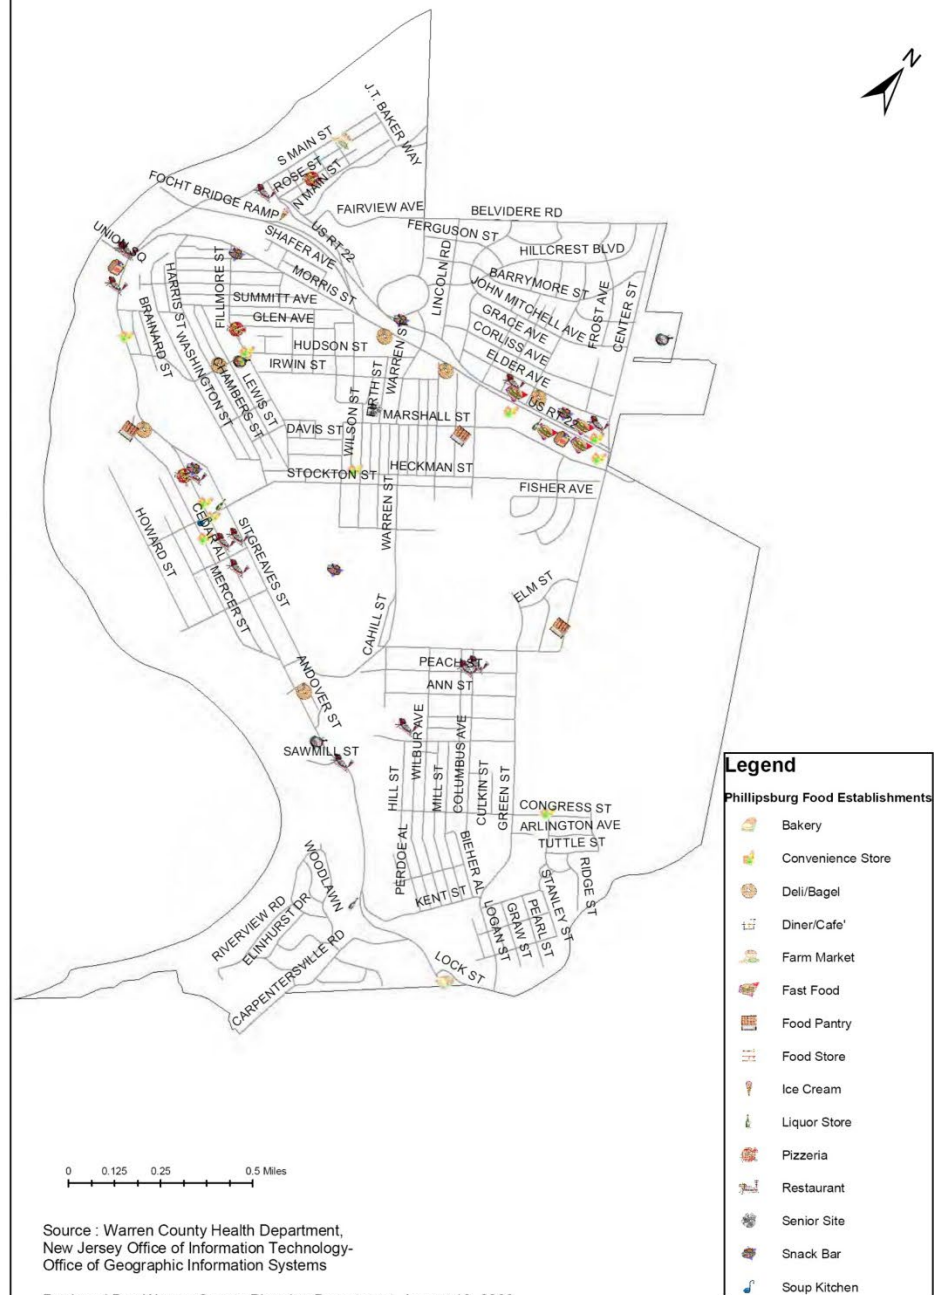 N
J.T. BAKER WAY
S MAIN ST
ROSE ST
N MAIN ST
FOCHT BRIDGE RAMP
FAIRVIEW AVE
BELVIDERE RD
FERGUSON ST
UNION SQ
US RT 22
SHAFER AVE
HILLCREST BLVD
LINCOLN RD
MORRIS ST
BARRYMORE ST
HARRIS ST
FILLMORE ST
JOHN MITCHELL AVE
FROST AVE
CENTER ST
SUMMITT AVE
GLEN AVE
GRACE AVE
CORLISS AVE
BRAINARD ST
WASHINGTON ST
HUDSON ST
WARREN ST
ELDER AVE
IRWIN ST
CHAMBERS ST
LEWIS ST
FIRTH ST
WILSON ST
MARSHALL ST
US RT 22
DAVIS ST
STOCKTON ST
HECKMAN ST
FISHER AVE
WARREN ST
HOWARD ST
CEDAR AL
SITGREAVES ST
MERCER ST
ELM ST
CAHILL ST
PEACH ST
ANN ST
ANDOVER ST
SAWMILL ST
WILBUR AVE
HILL ST
MILL ST
COLUMBUS AVE
CULKIN ST
GREEN ST
CONGRESS ST
ARLINGTON AVE
TUTTLE ST
PERDOE AL
BIEHER AL
KENT ST
WOODLAWN
RIVERVIEW RD
ELINHURST DR
CARPENTERSVILLE RD
LOCK ST
LOGAN ST
GRAW ST
PEARL ST
STANLEY ST
RIDGE ST
Legend
Phillipsburg Food Establishments
Bakery
Convenience Store
Deli/Bagel
Diner/Cafe'
Farm Market
Fast Food
Food Pantry
Food Store
Ice Cream
Liquor Store
Pizzeria
Restaurant
Senior Site
Snack Bar
Soup Kitchen
0 0.125 0.25 0.5 Miles
Source : Warren County Health Department,
New Jersey Office of Information Technology-
Office of Geographic Information Systems